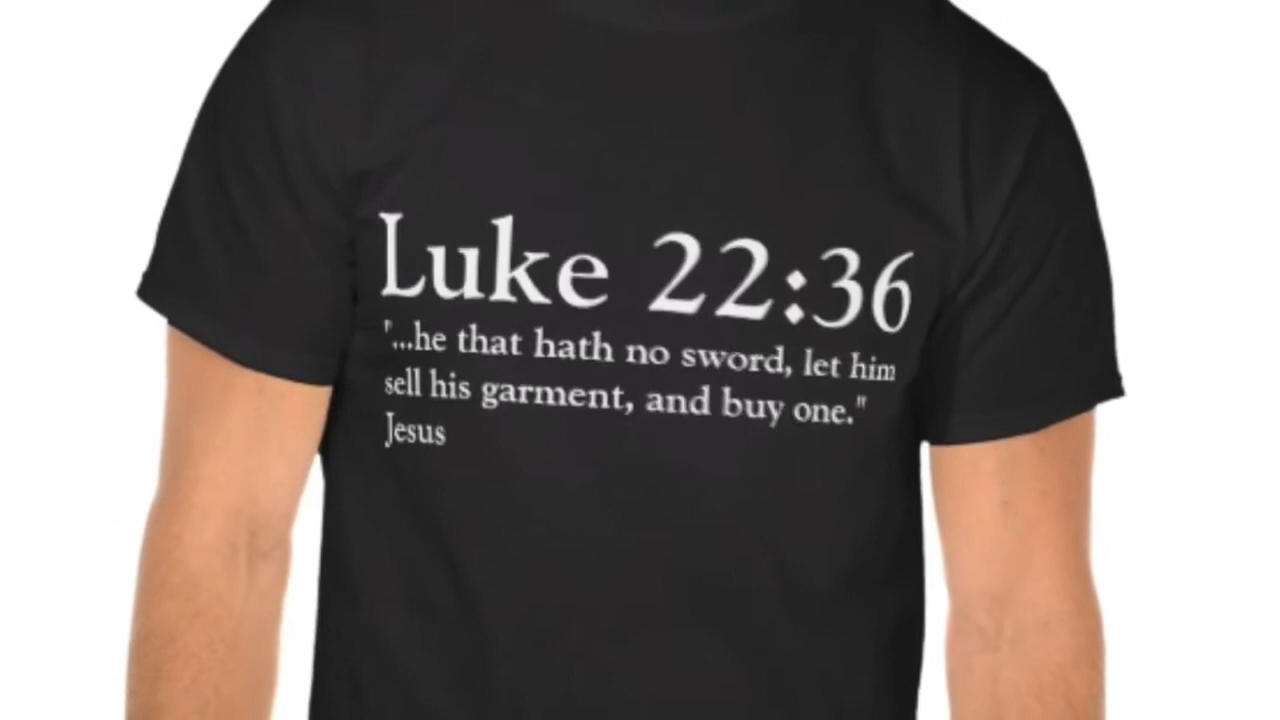 Luke 22:36
"...he that hath no sword, let him
sell his garment, and buy one."
Jesus